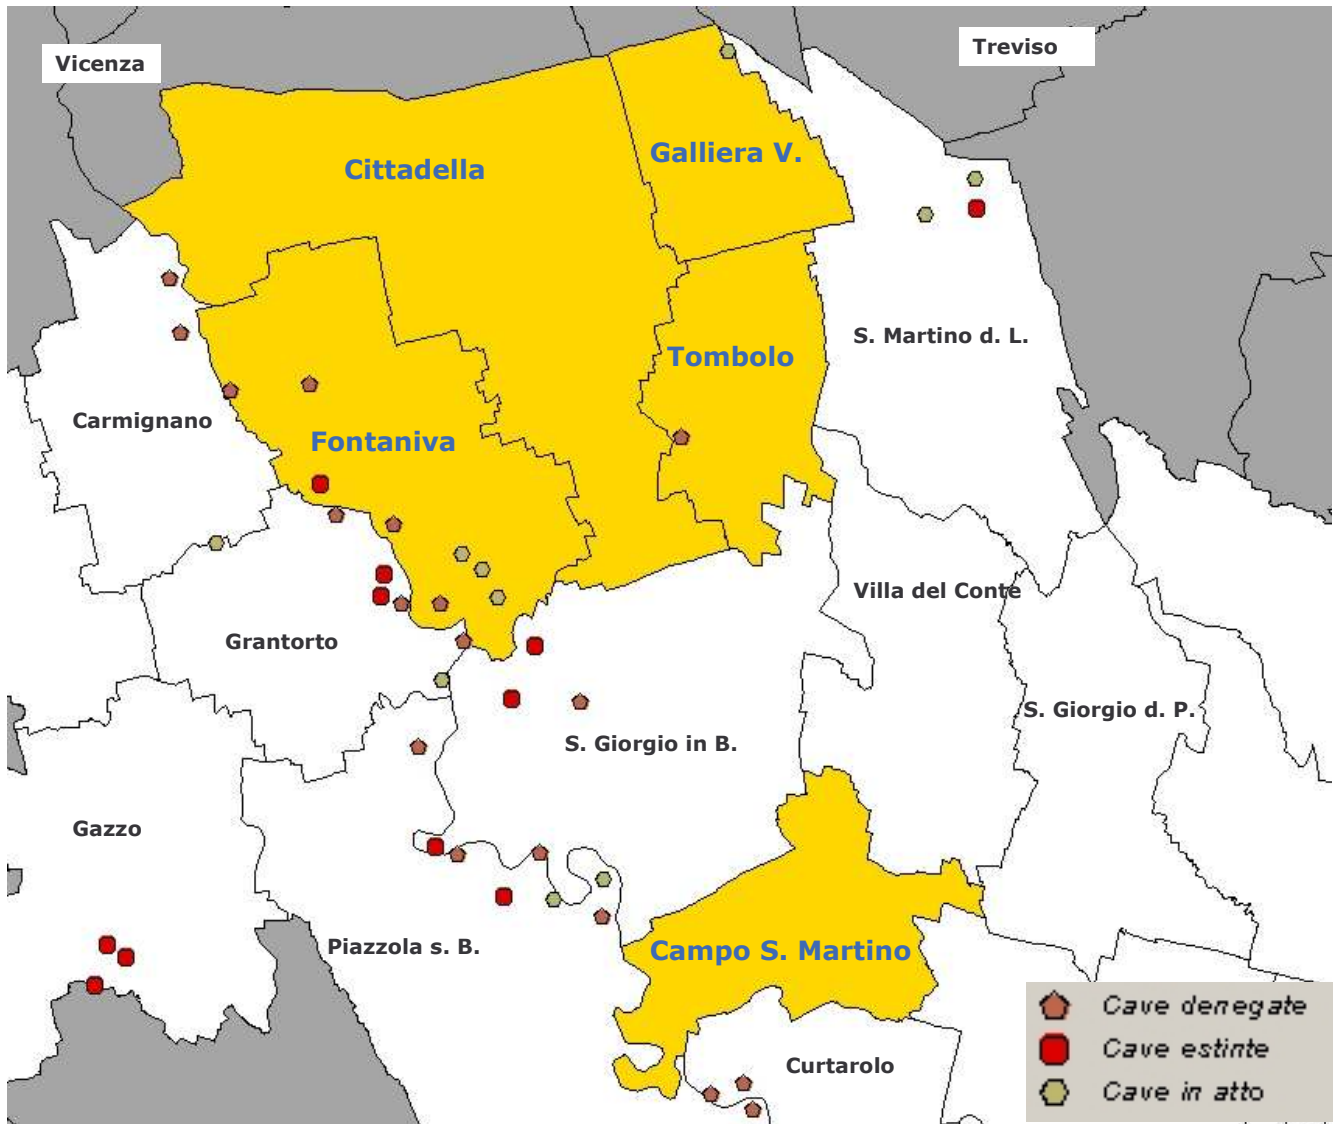 Vicenza
Treviso
Cittadella
Galliera V.
S. Martino d. L.
Tombolo
Carmignano
Fontaniva
Villa del Conte
Grantorto
S. Giorgio d. P.
S. Giorgio in B.
Gazzo
Piazzola s. B.
Campo S. Martino
Curtarolo
Cave denegate
Cave estinte
Cave in atto